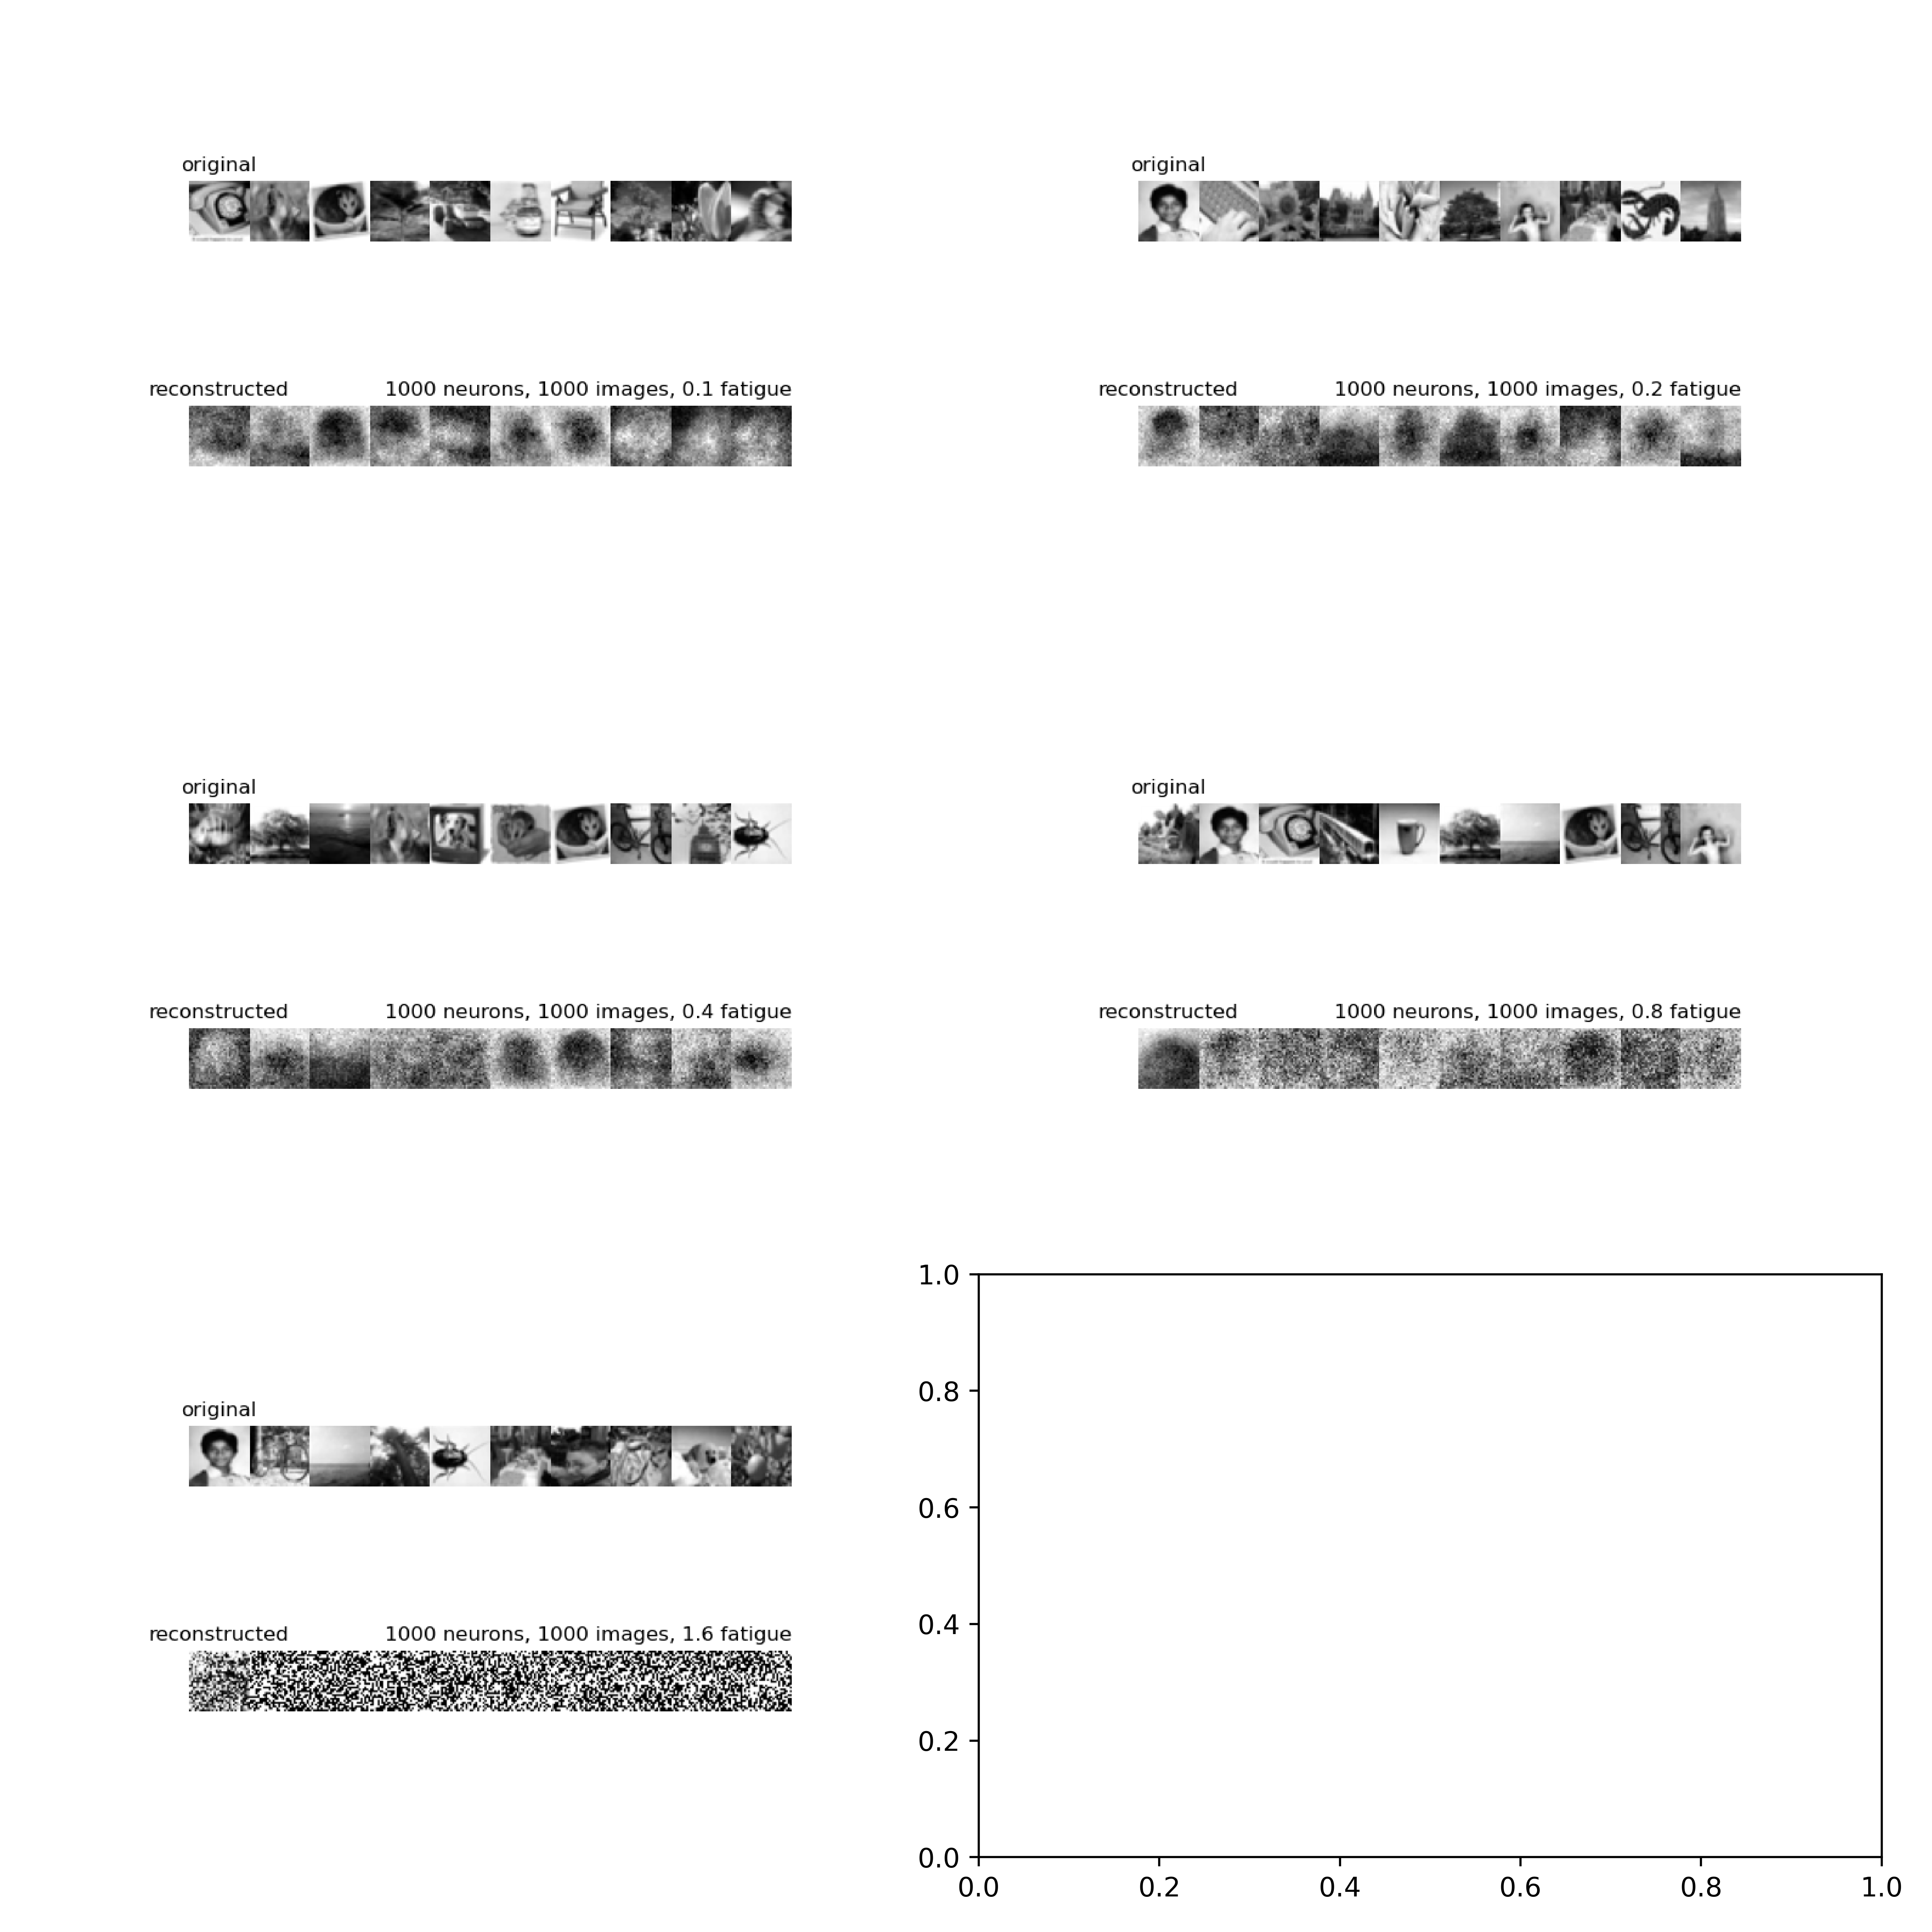 original
original
reconstructed 1000 neurons, 1000 images, 0.1 fatigue
reconstructed 1000 neurons, 1000 images, 0.2 fatigue
original
original
reconstructed 1000 neurons, 1000 images, 0.4 fatigue
reconstructed 1000 neurons, 1000 images, 0.8 fatigue
original
reconstructed 1000 neurons, 1000 images, 1.6 fatigue
1.0
0.8
0.6
0.4
0.2
0.0
0.0 0.2 0.4 0.6 0.8 1.0